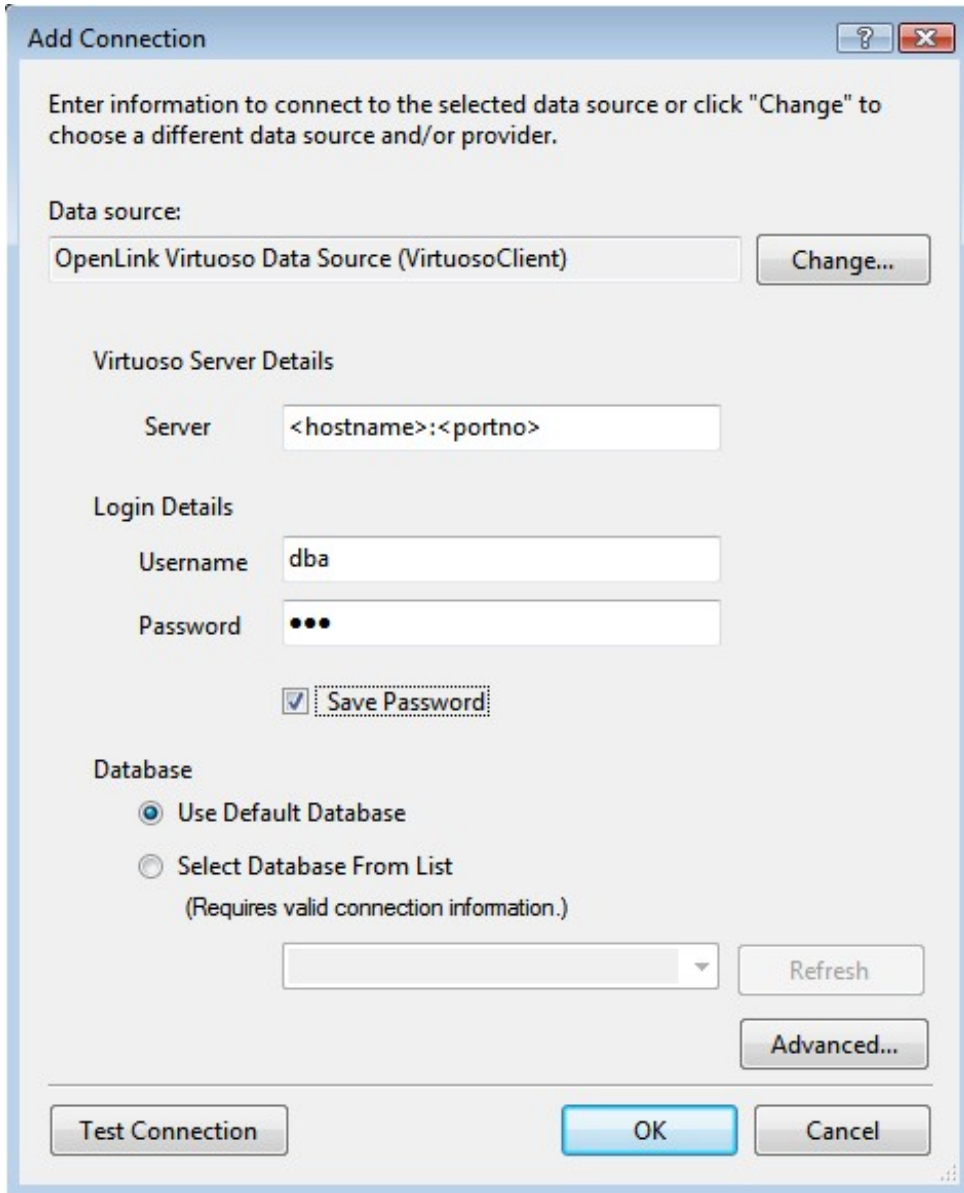 Add Connection
Enter information to connect to the selected data source or click "Change" to
choose a different data source and/or provider.
Data source:
OpenLink Virtuoso Data Source (VirtuosoClient)
Change...
Virtuoso Server Details
Server
<hostname>:<portno>
Login Details
Username
dba
Password
•••
Save Password
Database
Use Default Database
Select Database From List
(Requires valid connection information.)
Refresh
Advanced...
Test Connection
OK
Cancel